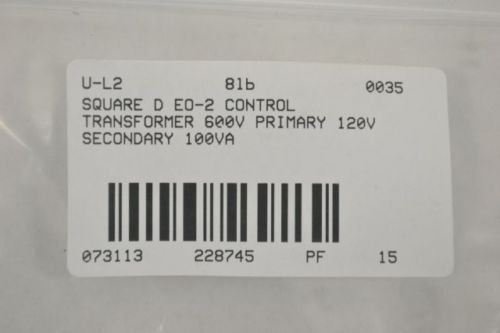 U-L2 8lb 0035
SQUARE D EO-2 CONTROL
TRANSFORMER 600V PRIMARY 120V
SECONDARY 100VA
073113 228745 PF 15